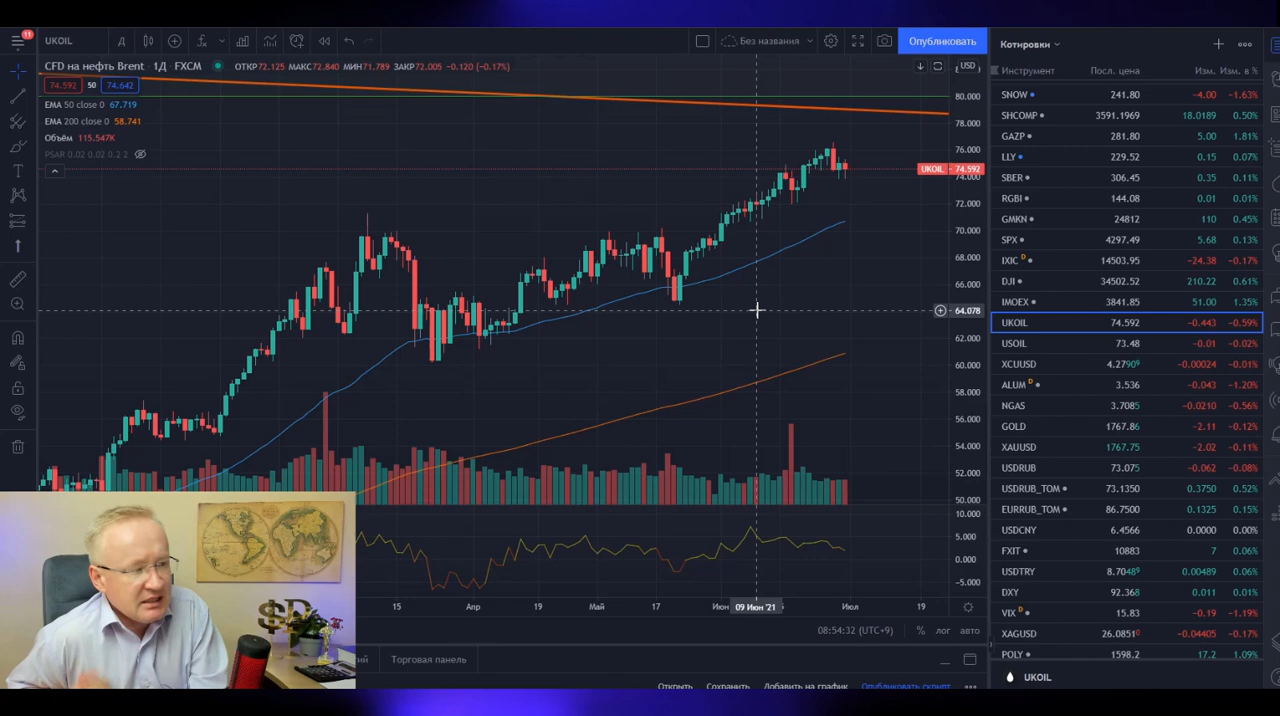 11
UKOIL
Д
Без названия
Опубликовать
CFD на нефть Brent · 1Д · FXCM
ОТКР72.125 МАКС72.840 МИН71.789 ЗАКР72.005 −0.120 (−0.17%)
USD
74.592 50 74.642
EMA 50 close 0 67.719
EMA 200 close 0 58.741
Объём 115.547K
PSAR 0.02 0.02 0.2 2
80.000
78.000
76.000
UKOIL 74.592
74.000
72.000
70.000
68.000
66.000
64.078
62.000
60.000
58.000
56.000
54.000
52.000
50.000
10.000
5.000
0.000
−5.000
15 Апр 19 Май 17 Июн 09 Июн '21 Июл 19
08:54:32 (UTC+9) % лог авто
Торговая панель
Открыть Сохранить Добавить на график Опубликовать скрипт
Котировки
Инструмент Посл. цена Изм. Изм. в %
SNOW 241.80 −4.00 −1.63%
SHCOMP 3591.1969 18.0189 0.50%
GAZP 281.80 5.00 1.81%
LLY 229.52 0.15 0.07%
SBER 306.45 0.35 0.11%
RGBI 144.08 0.01 0.01%
GMKN 24812 110 0.45%
SPX 4297.49 5.68 0.13%
IXIC D 14503.95 −24.38 −0.17%
DJI 34502.52 210.22 0.61%
IMOEX 3841.85 51.00 1.35%
UKOIL 74.592 −0.443 −0.59%
USOIL 73.48 −0.01 −0.02%
XCUUSD 4.2790⁹ −0.00024 −0.01%
ALUM D 3.536 −0.043 −1.20%
NGAS 3.7085 −0.0210 −0.56%
GOLD 1767.86 −2.11 −0.12%
XAUUSD 1767.75 −2.02 −0.11%
USDRUB 73.075 −0.062 −0.08%
USDRUB_TOM 73.1350 0.3750 0.52%
EURRUB_TOM 86.7500 0.1325 0.15%
USDCNY 6.4566 0.0000 0.00%
FXIT 10883 7 0.06%
USDTRY 8.7048⁹ 0.00489 0.06%
DXY 92.368 0.011 0.01%
VIX D 15.83 −0.19 −1.19%
XAGUSD 26.0851⁰ −0.04405 −0.17%
POLY 1598.2 17.2 1.09%
UKOIL